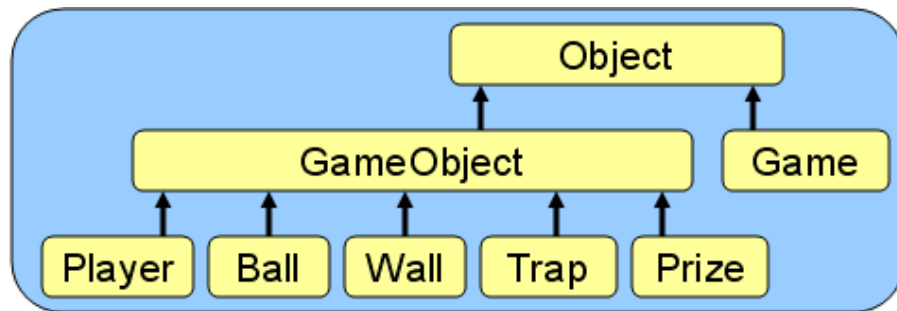 Object
GameObject
Game
Player
Ball
Wall
Trap
Prize